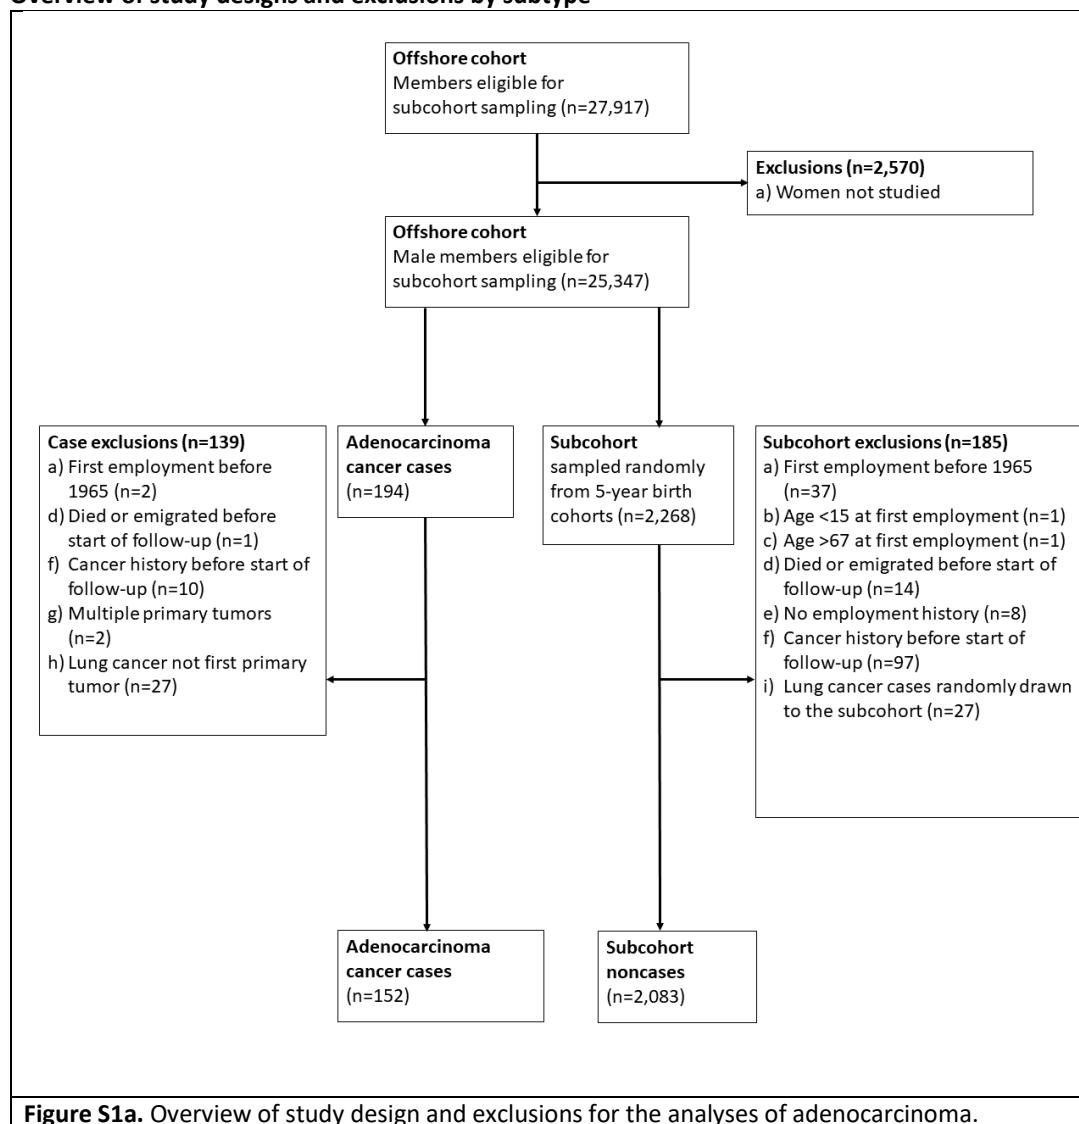 Overview of study designs and exclusions by subtype
Offshore cohort
Members eligible for
subcohort sampling (n=27,917)
Exclusions (n=2,570)
a) Women not studied
Offshore cohort
Male members eligible for
subcohort sampling (n=25,347)
Case exclusions (n=139)
a) First employment before
1965 (n=2)
d) Died or emigrated before
start of follow-up (n=1)
f) Cancer history before start of
follow-up (n=10)
g) Multiple primary tumors
(n=2)
h) Lung cancer not first primary
tumor (n=27)
Adenocarcinoma
cancer cases
(n=194)
Subcohort
sampled randomly
from 5-year birth
cohorts (n=2,268)
Subcohort exclusions (n=185)
a) First employment before 1965
(n=37)
b) Age <15 at first employment (n=1)
c) Age >67 at first employment (n=1)
d) Died or emigrated before start of
follow-up (n=14)
e) No employment history (n=8)
f) Cancer history before start of
follow-up (n=97)
i) Lung cancer cases randomly drawn
to the subcohort (n=27)
Adenocarcinoma
cancer cases
(n=152)
Subcohort
noncases
(n=2,083)
Figure S1a. Overview of study design and exclusions for the analyses of adenocarcinoma.